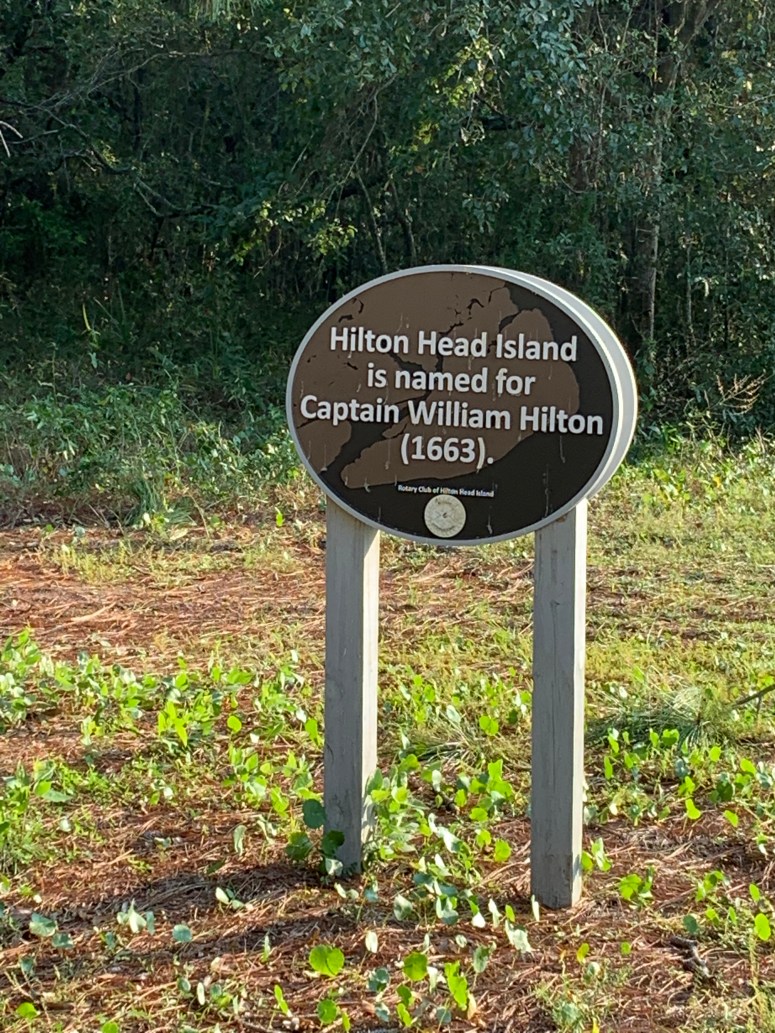 Hilton Head Island
is named for
Captain William Hilton
(1663).
Rotary Club of Hilton Head Island